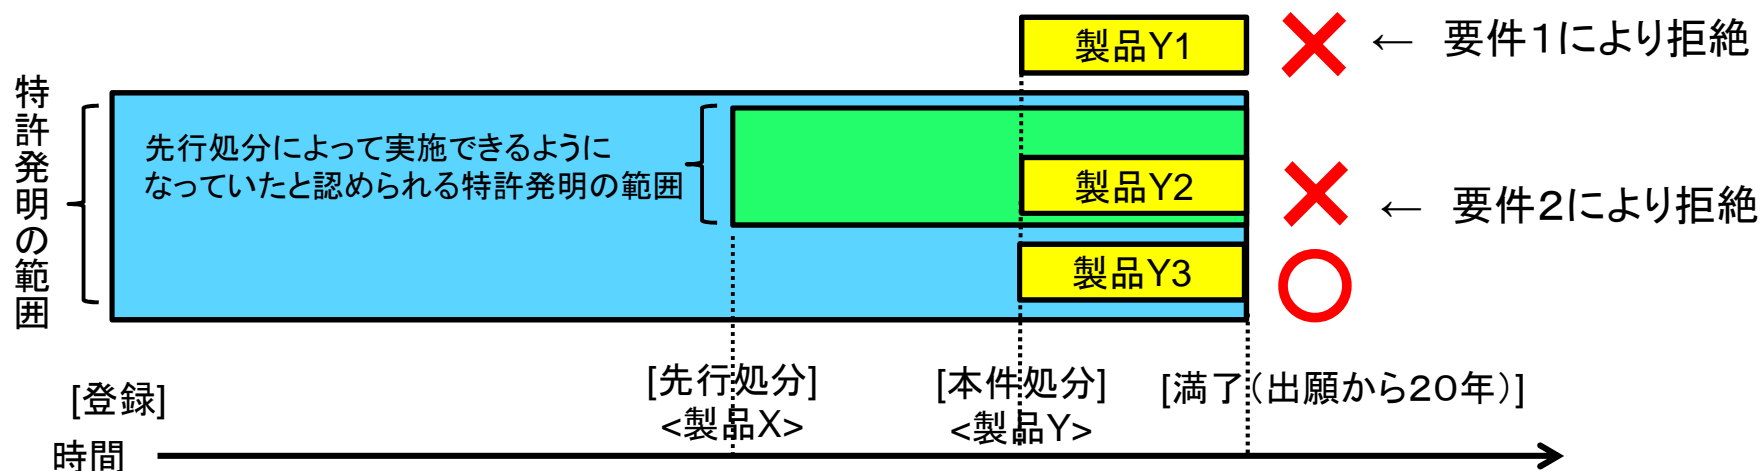 製品Y1
← 要件1により拒絶
特許発明の範囲
先行処分によって実施できるように
なっていたと認められる特許発明の範囲
製品Y2
← 要件2により拒絶
製品Y3
[登録]
[先行処分]
<製品X>
[本件処分]
<製品Y>
[満了(出願から20年)]
時間